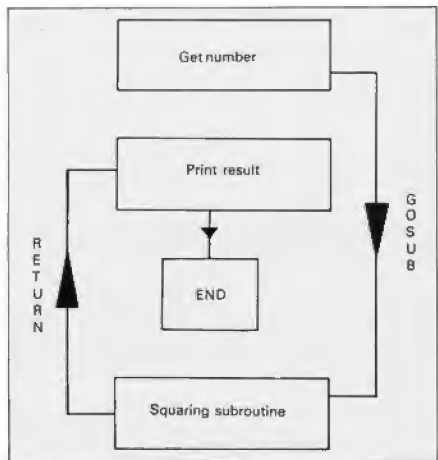 Get number
Print result
GOSUB
RETURN
END
Squaring subroutine